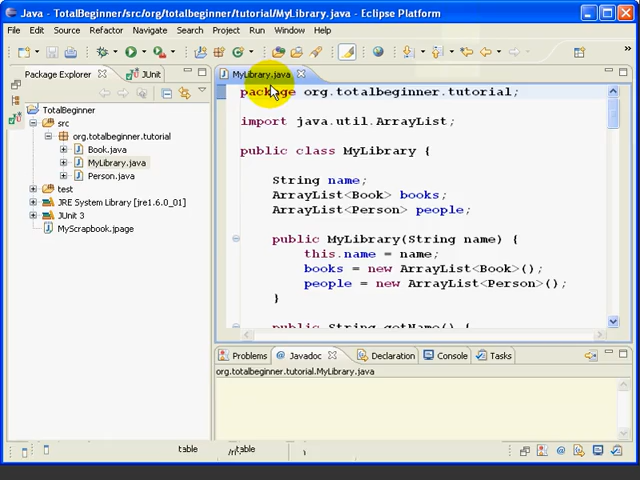 Java - TotalBeginner/src/org/totalbeginner/tutorial/MyLibrary.java - Eclipse Platform
File Edit Source Refactor Navigate Search Project Run Window Help
Package Explorer JUnit
MyLibrary.java
TotalBeginner
src
org.totalbeginner.tutorial
Book.java
MyLibrary.java
Person.java
test
JRE System Library [jre1.6.0_01]
JUnit 3
MyScrapbook.jpage
package org.totalbeginner.tutorial;
import java.util.ArrayList;
public class MyLibrary {
String name;
ArrayList<Book> books;
ArrayList<Person> people;
public MyLibrary(String name) {
this.name = name;
books = new ArrayList<Book>();
people = new ArrayList<Person>();
}
public String getName() {
Problems @ Javadoc Declaration Console Tasks
org.totalbeginner.tutorial.MyLibrary.java
table
table